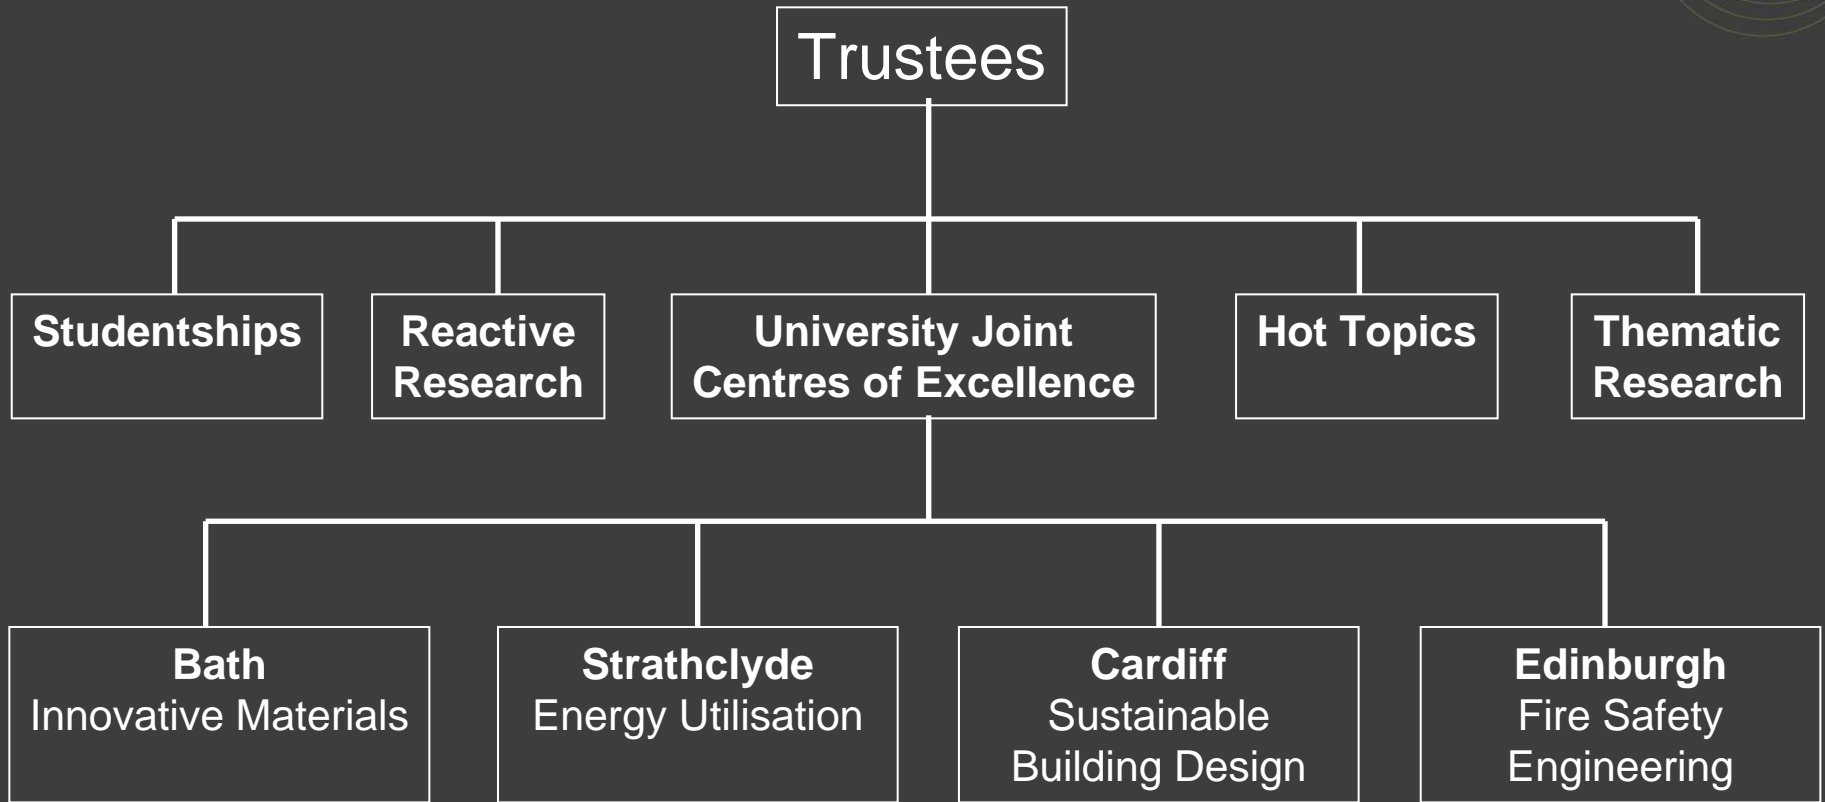 Trustees
Studentships
Reactive
Research
University Joint
Centres of Excellence
Hot Topics
Thematic
Research
Bath
Innovative Materials
Strathclyde
Energy Utilisation
Cardiff
Sustainable
Building Design
Edinburgh
Fire Safety
Engineering